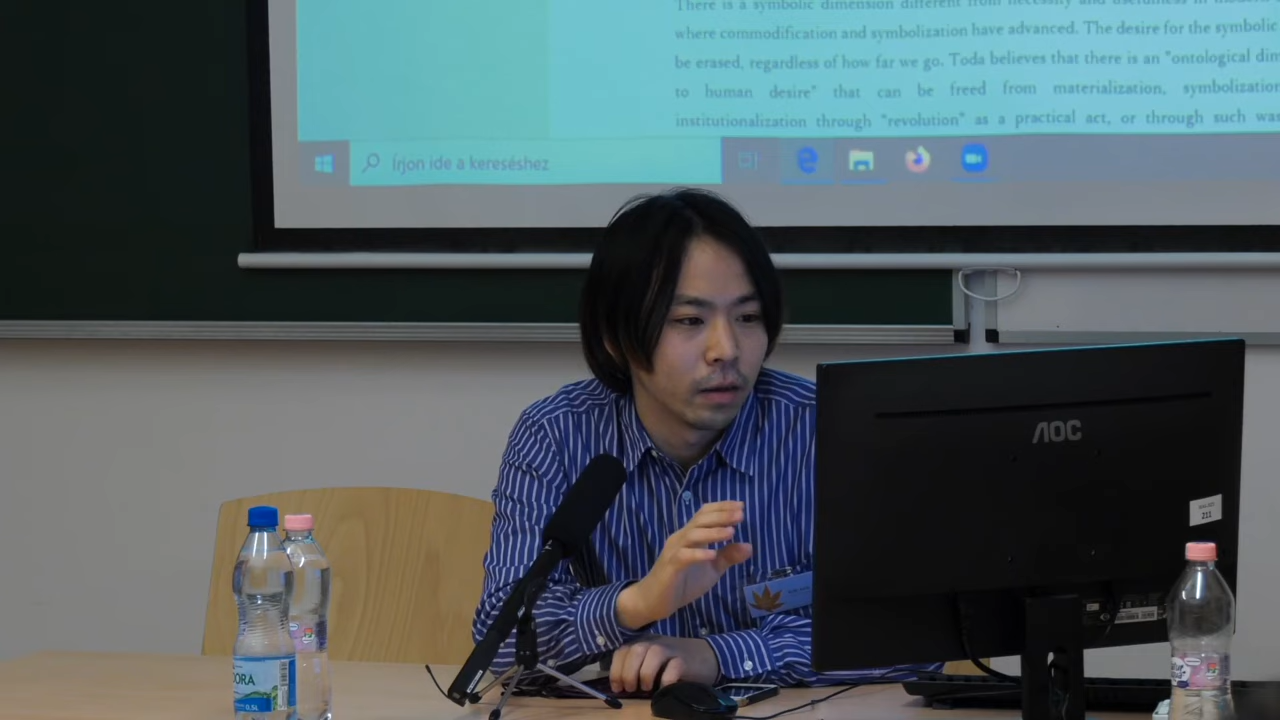 There is a symbolic dimension different from necessity and usefulness in
where commodification and symbolization have advanced. The desire for the symbolic
be erased, regardless of how far we go. Toda believes that there is an "ontological
to human desire" that can be freed from materialization,
institutionalization through "revolution" as a practical act, or through such
Írjon ide a kereséshez
AOC
211
0,5L